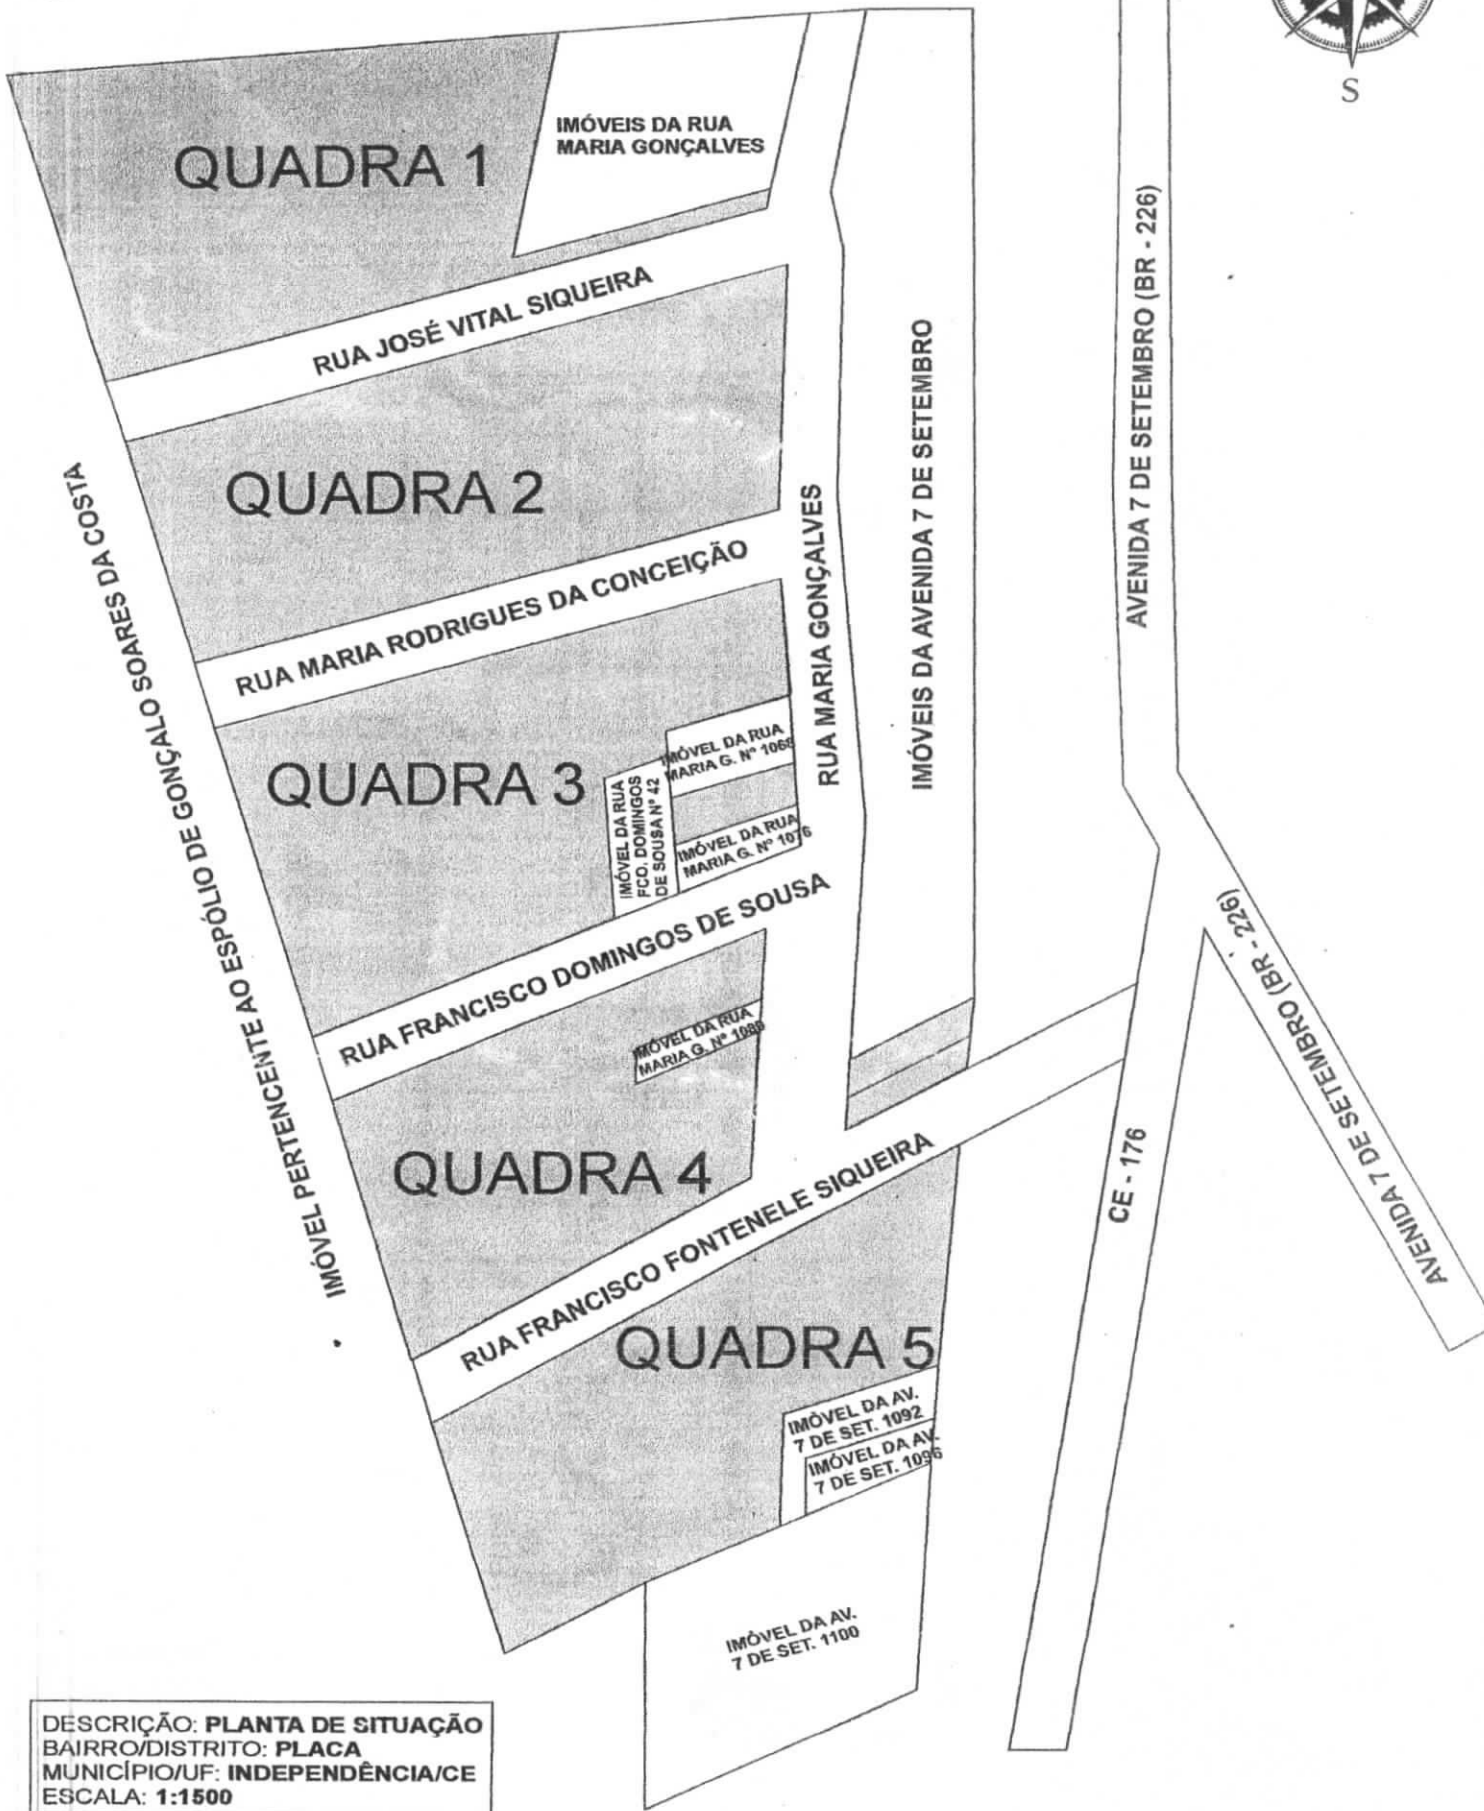 S
IMÓVEIS DA RUA
MARIA GONÇALVES
QUADRA 1
RUA JOSÉ VITAL SIQUEIRA
AVENIDA 7 DE SETEMBRO (BR - 226)
QUADRA 2
IMÓVEIS DA AVENIDA 7 DE SETEMBRO
RUA MARIA GONÇALVES
RUA MARIA RODRIGUES DA CONCEIÇÃO
IMÓVEL PERTENCENTE AO ESPÓLIO DE GONÇALO SOARES DA COSTA
QUADRA 3
IMÓVEL DA RUA
MARIA G. Nº 1068
IMÓVEL DA RUA
FCO. DOMINGOS
DE SOUSA Nº 42
IMÓVEL DA RUA
MARIA G. Nº 1076
RUA FRANCISCO DOMINGOS DE SOUSA
AVENIDA 7 DE SETEMBRO (BR - 226)
IMÓVEL DA RUA
MARIA G. Nº
QUADRA 4
CE - 176
RUA FRANCISCO FONTENELE SIQUEIRA
QUADRA 5
IMÓVEL DA AV.
7 DE SET. 1092
IMÓVEL DA AV.
7 DE SET. 1096
IMÓVEL DA AV.
7 DE SET. 1100
DESCRIÇÃO: PLANTA DE SITUAÇÃO
BAIRRO/DISTRITO: PLACA
MUNICÍPIO/UF: INDEPENDÊNCIA/CE
ESCALA: 1:1500